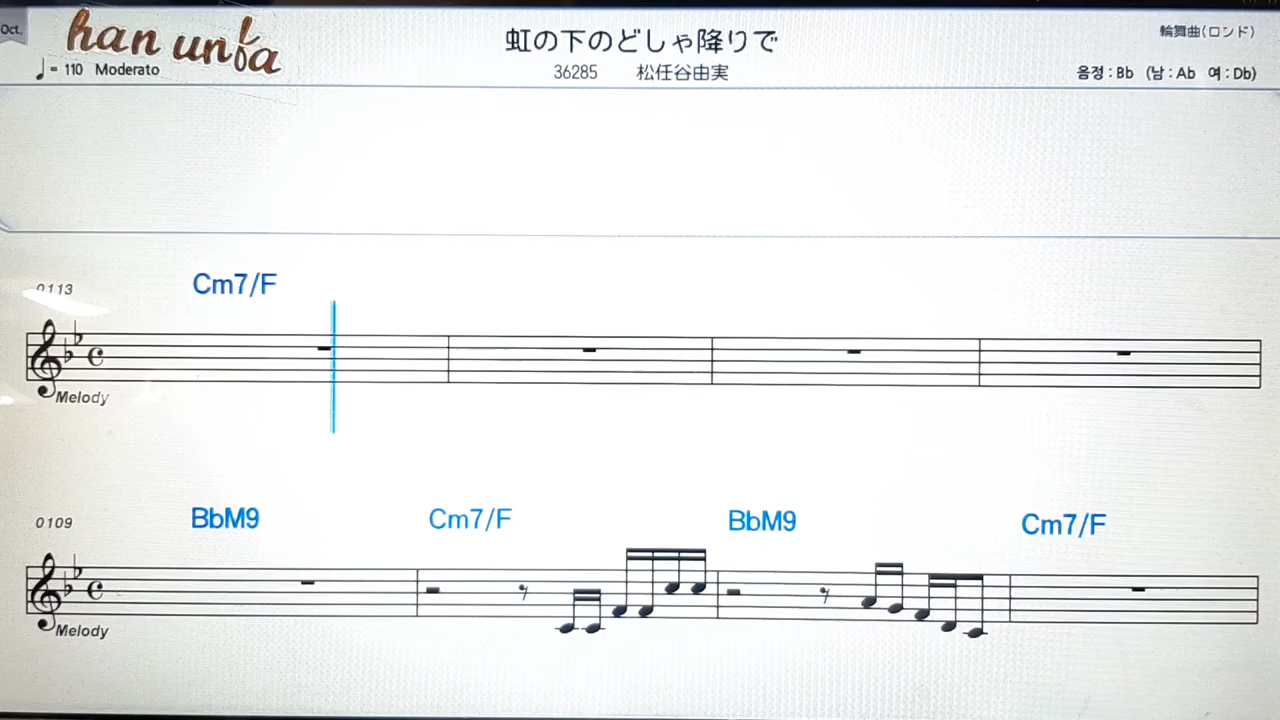 Oct.
han unfa
♩= 110 Moderato
虹の下のどしゃ降りで
36285 松任谷由実
輪舞曲(ロンド)
음정 : Bb (남 : Ab 여 : Db)
0113
Cm7/F
Melody
0109
BbM9 Cm7/F BbM9 Cm7/F
Melody